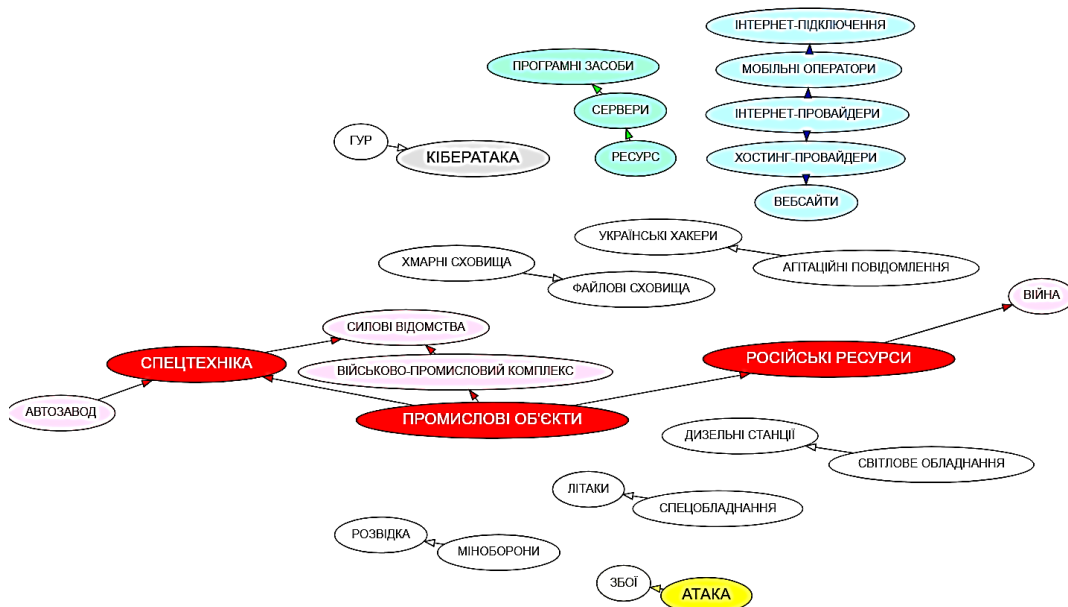 ІНТЕРНЕТ-ПІДКЛЮЧЕННЯ
ПРОГРАМНІ ЗАСОБИ
МОБІЛЬНІ ОПЕРАТОРИ
СЕРВЕРИ
ІНТЕРНЕТ-ПРОВАЙДЕРИ
ГУР
КІБЕРАТАКА
РЕСУРС
ХОСТИНГ-ПРОВАЙДЕРИ
ВЕБСАЙТИ
УКРАЇНСЬКІ ХАКЕРИ
ХМАРНІ СХОВИЩА
АГІТАЦІЙНІ ПОВІДОМЛЕННЯ
ФАЙЛОВІ СХОВИЩА
ВІЙНА
СИЛОВІ ВІДОМСТВА
СПЕЦТЕХНІКА
РОСІЙСЬКІ РЕСУРСИ
ВІЙСЬКОВО-ПРОМИСЛОВИЙ КОМПЛЕКС
АВТОЗАВОД
ПРОМИСЛОВІ ОБ'ЄКТИ
ДИЗЕЛЬНІ СТАНЦІЇ
СВІТЛОВЕ ОБЛАДНАННЯ
ЛІТАКИ
СПЕЦОБЛАДНАННЯ
РОЗВІДКА
МІНОБОРОНИ
ЗБОЇ
АТАКА